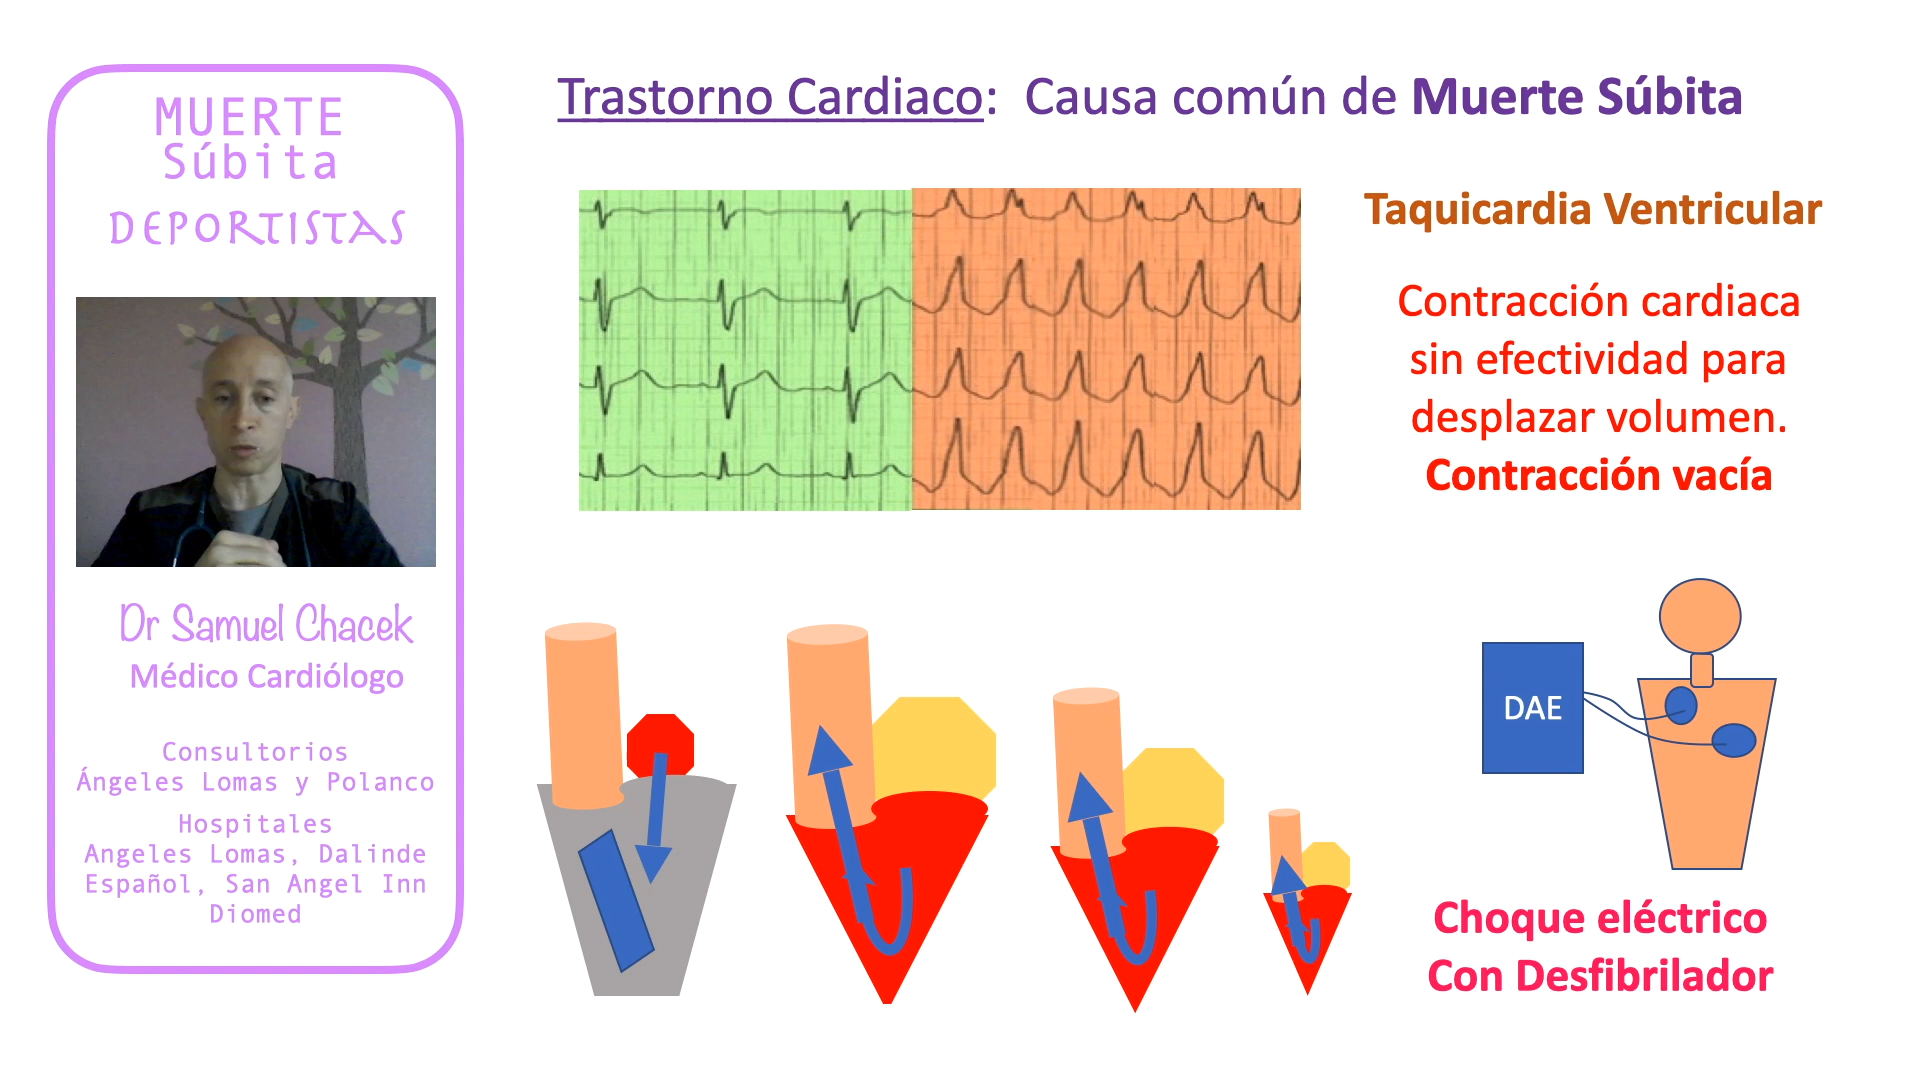 MUERTE
Súbita
DEPORTISTAS
Dr Samuel Chacek
Médico Cardiólogo
Consultorios
Ángeles Lomas y Polanco
Hospitales
Angeles Lomas, Dalinde
Español, San Angel Inn
Diomed
Trastorno Cardiaco: Causa común de Muerte Súbita
Taquicardia Ventricular
Contracción cardiaca
sin efectividad para
desplazar volumen.
Contracción vacía
DAE
Choque eléctrico
Con Desfibrilador